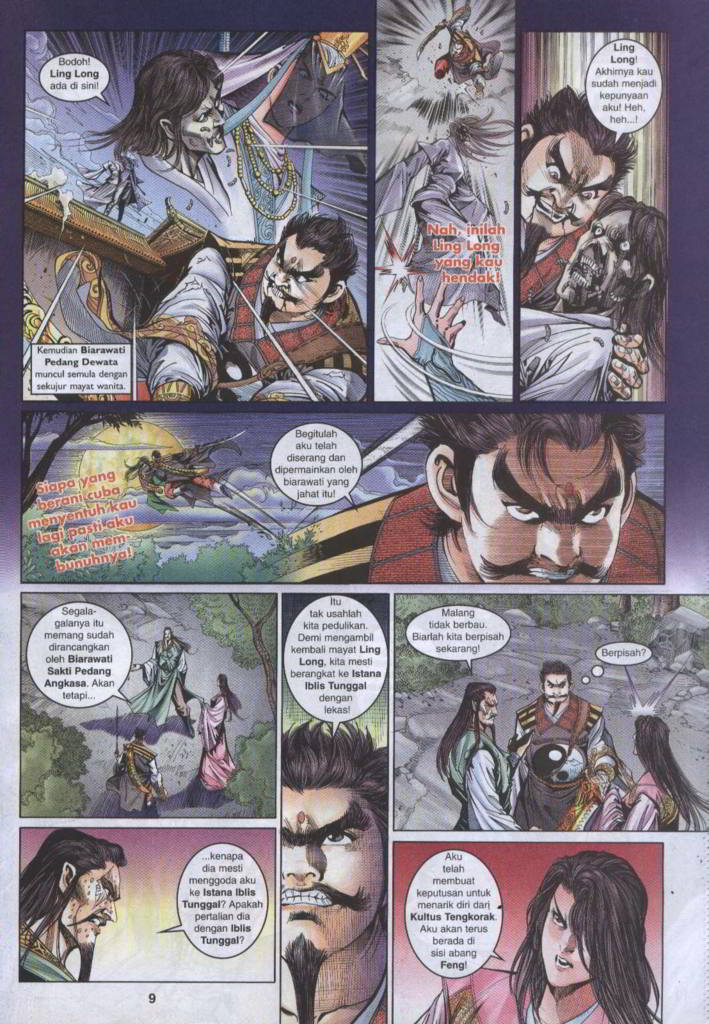 Bodoh!
Ling Long
ada di sini!
Kemudian Biarawati
Pedang Dewata
muncul semula dengan
sekujur mayat wanita.
Nah, inilah
Ling Long
yang kau
hendak!
Ling
Long!
Akhirnya kau
sudah menjadi
kepunyaan
aku! Heh,
heh...!
Siapa yang
berani cuba
menyentuh kau
lagi pasti aku
akan mem-
bunuhnya!
Begitulah
aku telah
diserang dan
dipermainkan oleh
biarawati yang
jahat itu!
Segala-
galanya itu
memang sudah
dirancangkan
oleh Biarawati
Sakti Pedang
Angkasa. Akan
tetapi...
Itu
tak usahlah
kita pedulikan.
Demi mengambil
kembali mayat Ling
Long, kita mesti
berangkat ke Istana
Iblis Tunggal
dengan
lekas!
Malang
tidak berbau.
Biarlah kita berpisah
sekarang!
Berpisah?
...kenapa
dia mesti
menggoda aku
ke Istana Iblis
Tunggal? Apakah
pertalian dia
dengan Iblis
Tunggal?
Aku
telah
membuat
keputusan untuk
menarik diri dari
Kultus Tengkorak.
Aku akan terus
berada di
sisi abang
Feng!
9